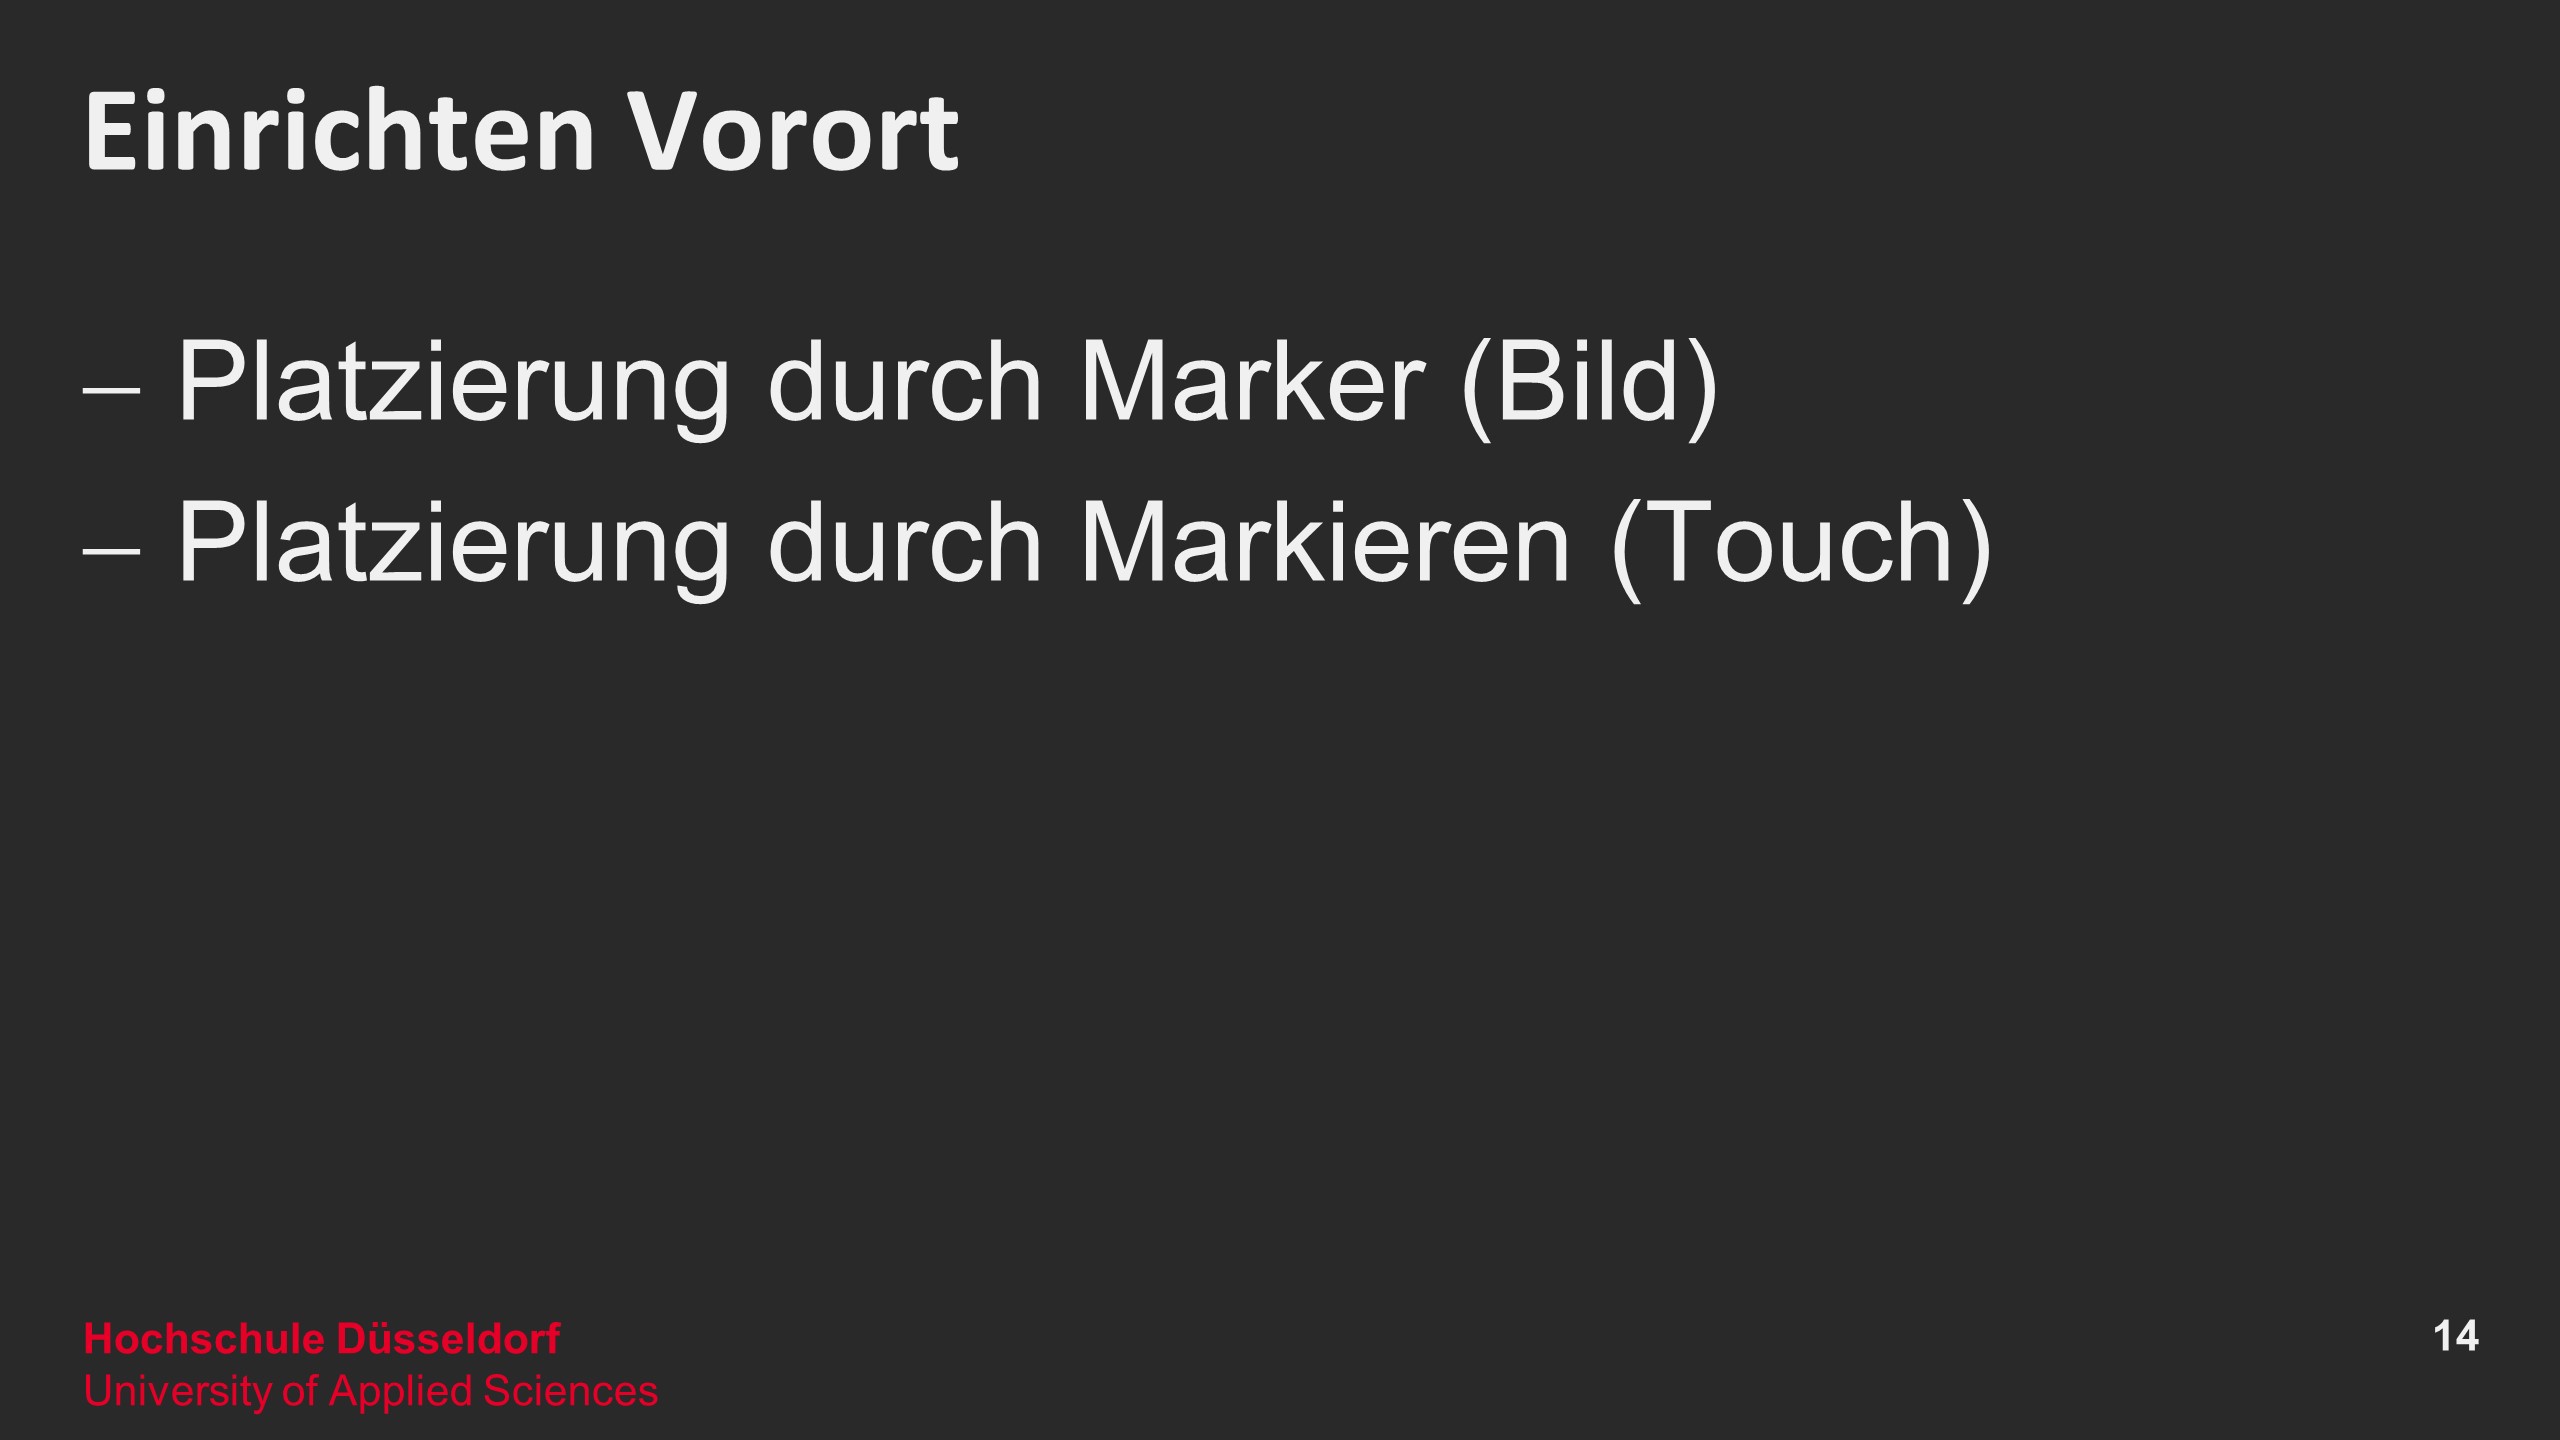 Einrichten Vorort
– Platzierung durch Marker (Bild)
– Platzierung durch Markieren (Touch)
Hochschule Düsseldorf
University of Applied Sciences
14